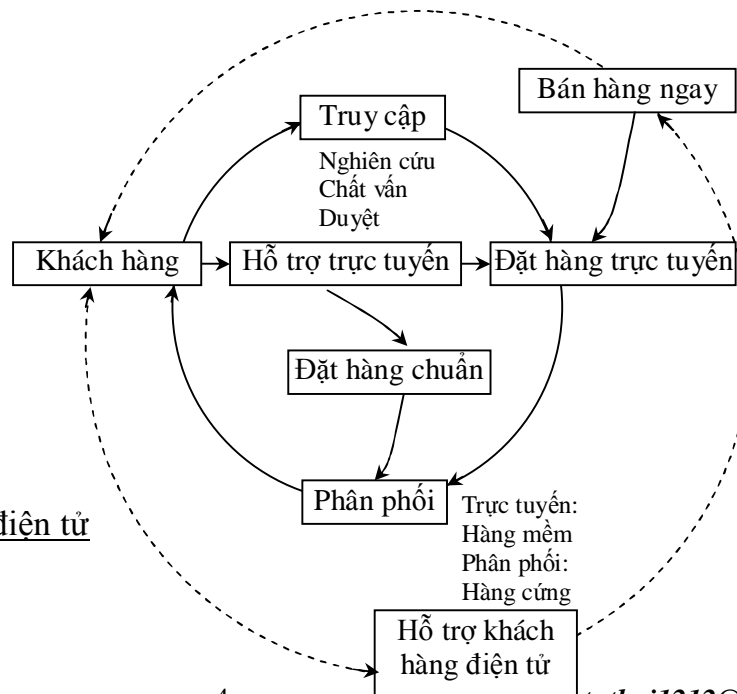 Bán hàng ngay
Truy cập
Nghiên cứu
Chất vấn
Duyệt
Khách hàng
Hỗ trợ trực tuyến
Đặt hàng trực tuyến
Đặt hàng chuẩn
Phân phối
Trực tuyến:
Hàng mềm
Phân phối:
Hàng cứng
điện tử
Hỗ trợ khách
hàng điện tử